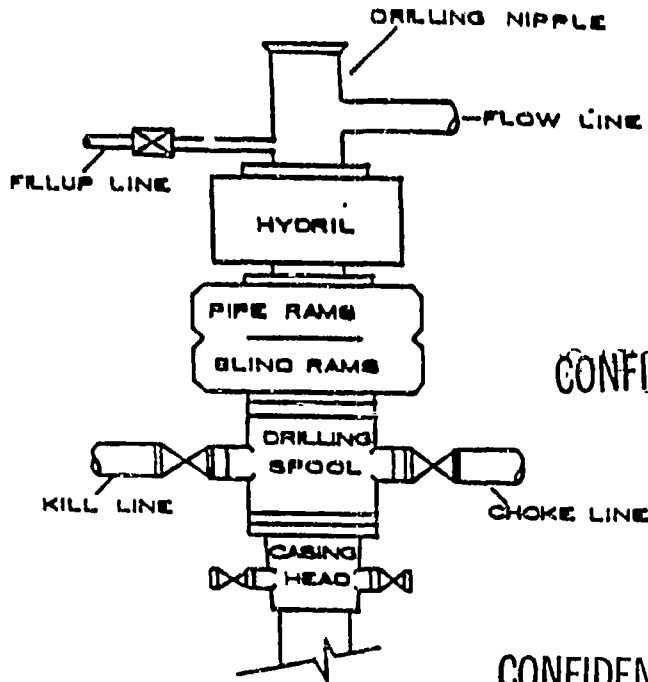 DRILLING NIPPLE
FLOW LINE
FILLUP LINE
HYDRIL
PIPE RAMS
BLIND RAMS
DRILLING
SPOOL
KILL LINE
CHOKE LINE
CASING
HEAD